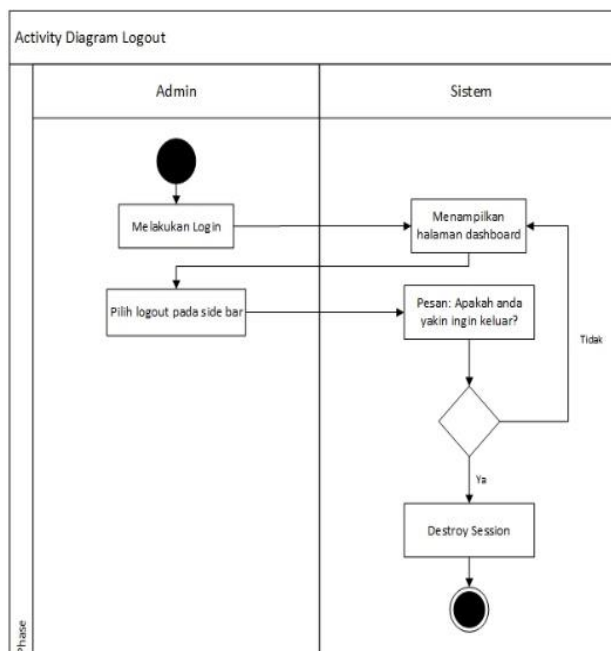 Activity Diagram Logout
Admin
Sistem
Melakukan Login
Menampilkan
halaman dashboard
Pilih logout pada side bar
Pesan: Apakah anda
yakin ingin keluar?
Tidak
Ya
Destroy Session
Phase